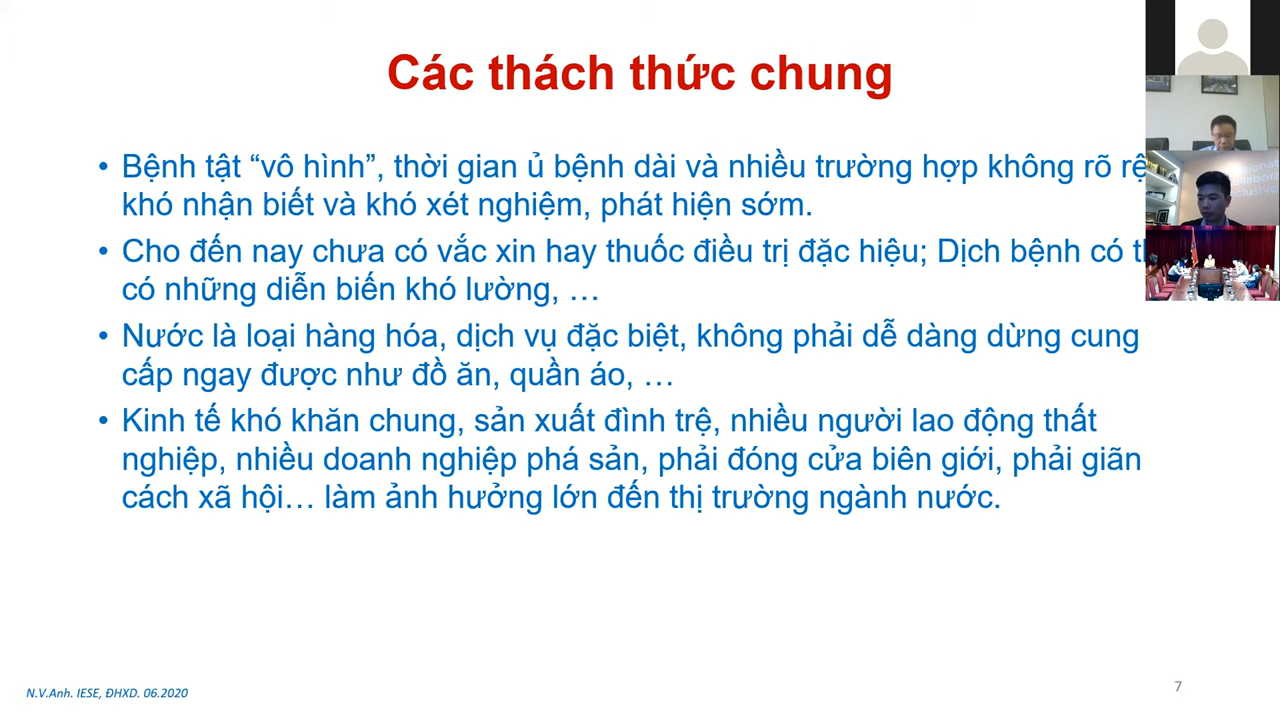 Các thách thức chung
• Bệnh tật “vô hình”, thời gian ủ bệnh dài và nhiều trường hợp không rõ
khó nhận biết và khó xét nghiệm, phát hiện sớm.
• Cho đến nay chưa có vắc xin hay thuốc điều trị đặc hiệu; Dịch bệnh có
có những diễn biến khó lường, …
• Nước là loại hàng hóa, dịch vụ đặc biệt, không phải dễ dàng dừng cung
cấp ngay được như đồ ăn, quần áo, …
• Kinh tế khó khăn chung, sản xuất đình trệ, nhiều người lao động thất
nghiệp, nhiều doanh nghiệp phá sản, phải đóng cửa biên giới, phải giãn
cách xã hội… làm ảnh hưởng lớn đến thị trường ngành nước.
N.V.Anh. IESE, ĐHXD. 06.2020
7